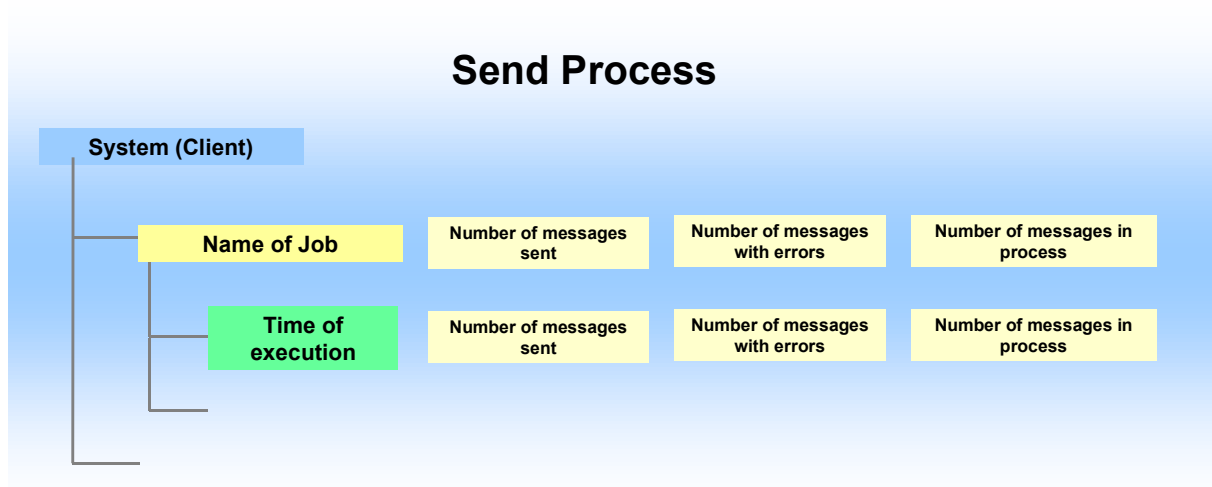 Send Process
System (Client)
Name of Job
Number of messages
sent
Number of messages
with errors
Number of messages in
process
Time of
execution
Number of messages
sent
Number of messages
with errors
Number of messages in
process